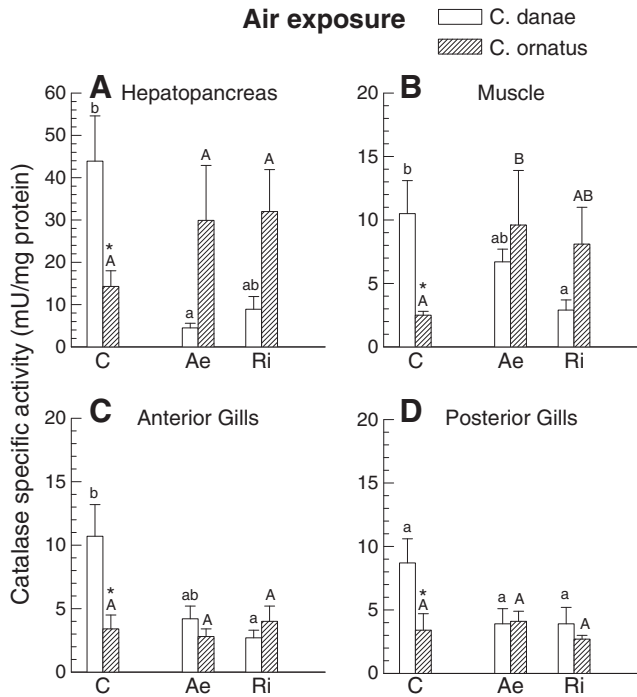 Air exposure
C. danae
C. ornatus
Catalase specific activity (mU/mg protein)
A Hepatopancreas
60
50
40
30
20
10
0
b
*
A
a
A
ab
A
C Ae Ri
B Muscle
20
15
10
5
0
b
*
A
ab
B
a
AB
C Ae Ri
C Anterior Gills
20
15
10
5
0
b
*
A
ab
A
a
A
C Ae Ri
D Posterior Gills
20
15
10
5
0
a
*
A
a
A
a
A
C Ae Ri